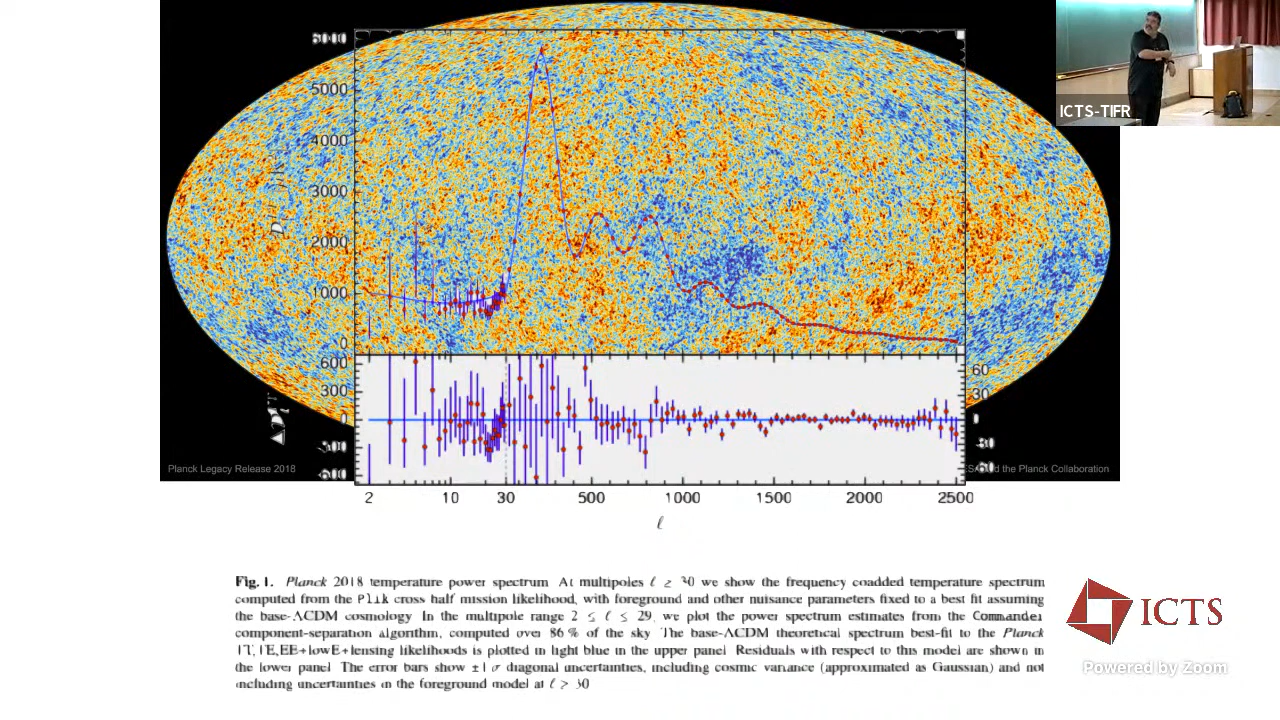 6000
5000
4000
3000
2000
1000
0
600
300
0
-300
-600
60
30
-30
-60
ICTS-TIFR
Planck Legacy Release 2018
and the Planck Collaboration
2 10 30 500 1000 1500 2000 2500
ℓ
Fig. 1. Planck 2018 temperature power spectrum. At multipoles ℓ ≥ 30 we show the frequency coadded temperature spectrum
computed from the Plik cross half mission likelihood, with foreground and other nuisance parameters fixed to a best fit assuming
the base-ΛCDM cosmology. In the multipole range 2 ≤ ℓ ≤ 29, we plot the power spectrum estimates from the Commander
component-separation algorithm, computed over 86 % of the sky. The base-ΛCDM theoretical spectrum best-fit to the Planck
TT,TE,EE+lowE+lensing likelihoods is plotted in light blue in the upper panel. Residuals with respect to this model are shown in
the lower panel. The error bars show ±1 σ diagonal uncertainties, including cosmic variance (approximated as Gaussian) and not
including uncertainties in the foreground model at ℓ ≥ 30
ICTS
Powered by Zoom